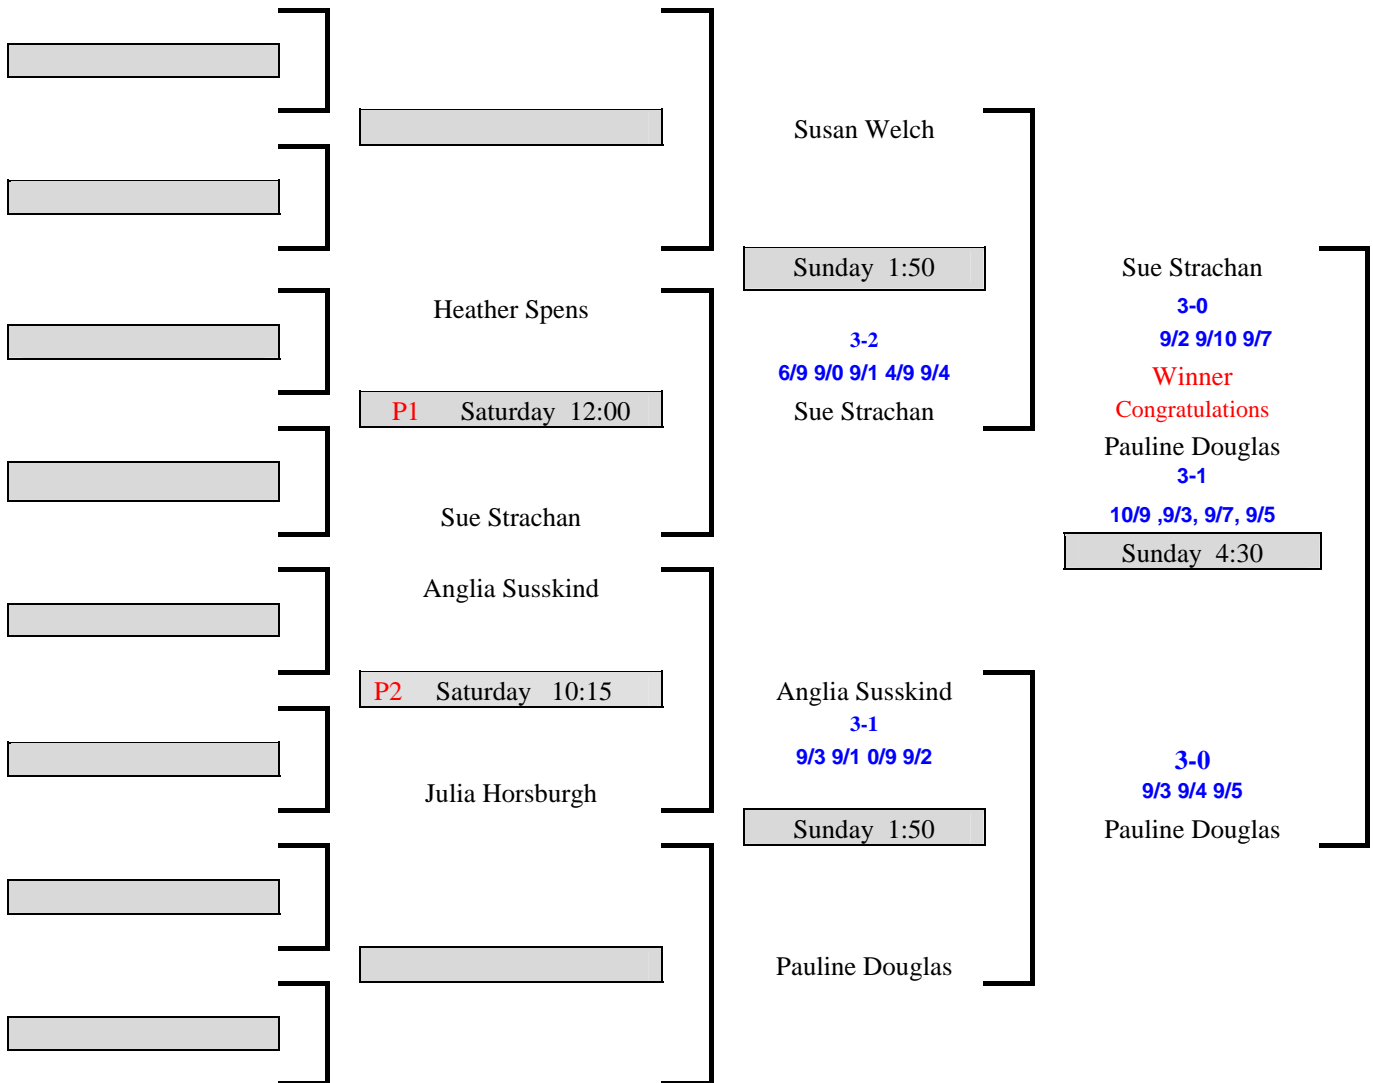 Susan Welch
Sunday 1:50
Sue Strachan
Heather Spens
3-0
3-2
9/2 9/10 9/7
6/9 9/0 9/1 4/9 9/4
Winner
P1 Saturday 12:00
Sue Strachan
Congratulations
Pauline Douglas
3-1
Sue Strachan
10/9 ,9/3, 9/7, 9/5
Sunday 4:30
Anglia Susskind
P2 Saturday 10:15
Anglia Susskind
3-1
9/3 9/1 0/9 9/2
3-0
Julia Horsburgh
9/3 9/4 9/5
Sunday 1:50
Pauline Douglas
Pauline Douglas